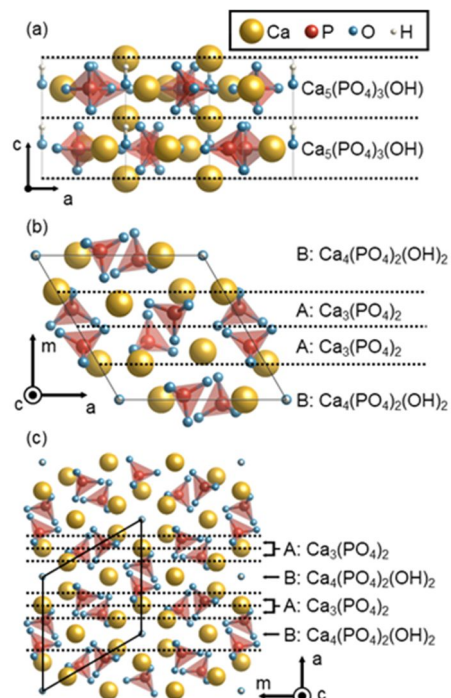 (a)
Ca P O H
Ca₅(PO₄)₃(OH)
Ca₅(PO₄)₃(OH)
c
a
(b)
B: Ca₄(PO₄)₂(OH)₂
A: Ca₃(PO₄)₂
A: Ca₃(PO₄)₂
B: Ca₄(PO₄)₂(OH)₂
m
c
a
(c)
A: Ca₃(PO₄)₂
B: Ca₄(PO₄)₂(OH)₂
A: Ca₃(PO₄)₂
B: Ca₄(PO₄)₂(OH)₂
a
m
c